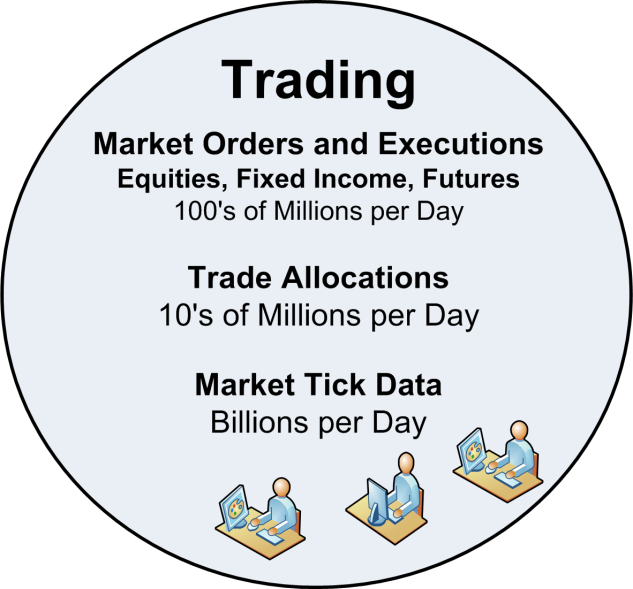 Trading
Market Orders and Executions
Equities, Fixed Income, Futures
100's of Millions per Day
Trade Allocations
10's of Millions per Day
Market Tick Data
Billions per Day